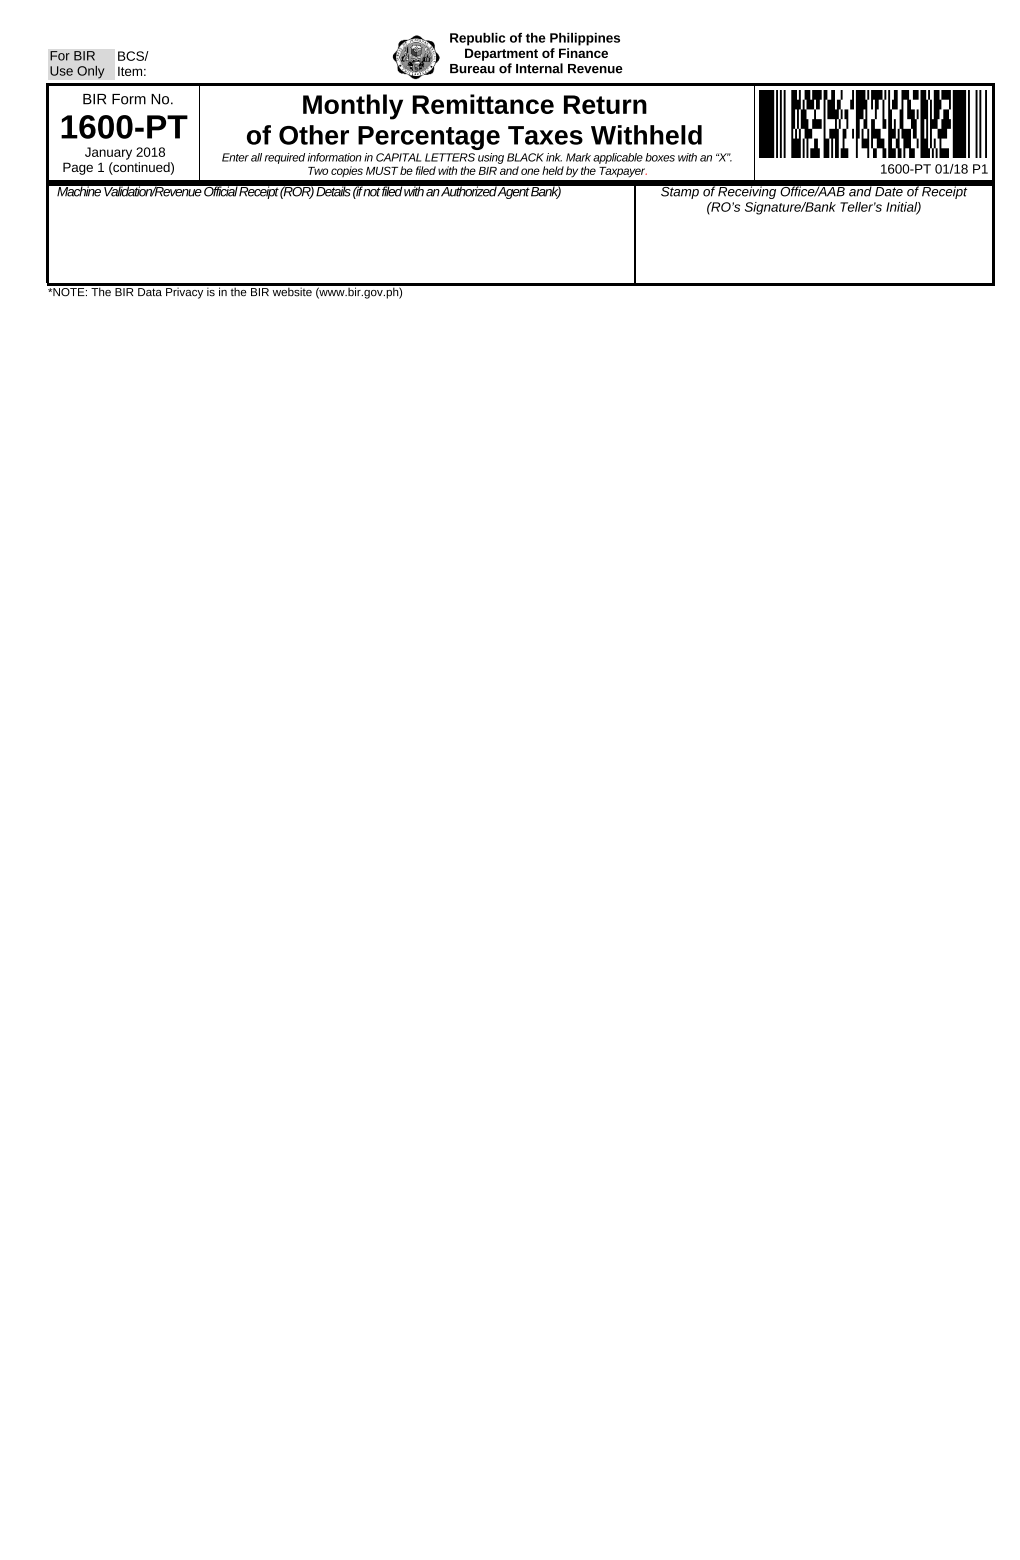 For BIR
Use Only
BCS/
Item:
Republic of the Philippines
Department of Finance
Bureau of Internal Revenue
BIR Form No.
1600-PT
January 2018
Page 1 (continued)
Monthly Remittance Return
of Other Percentage Taxes Withheld
Enter all required information in CAPITAL LETTERS using BLACK ink. Mark applicable boxes with an “X”.
Two copies MUST be filed with the BIR and one held by the Taxpayer.
1600-PT 01/18 P1
Machine Validation/Revenue Official Receipt (ROR) Details (if not filed with an Authorized Agent Bank)
Stamp of Receiving Office/AAB and Date of Receipt
(RO’s Signature/Bank Teller’s Initial)
*NOTE: The BIR Data Privacy is in the BIR website (www.bir.gov.ph)